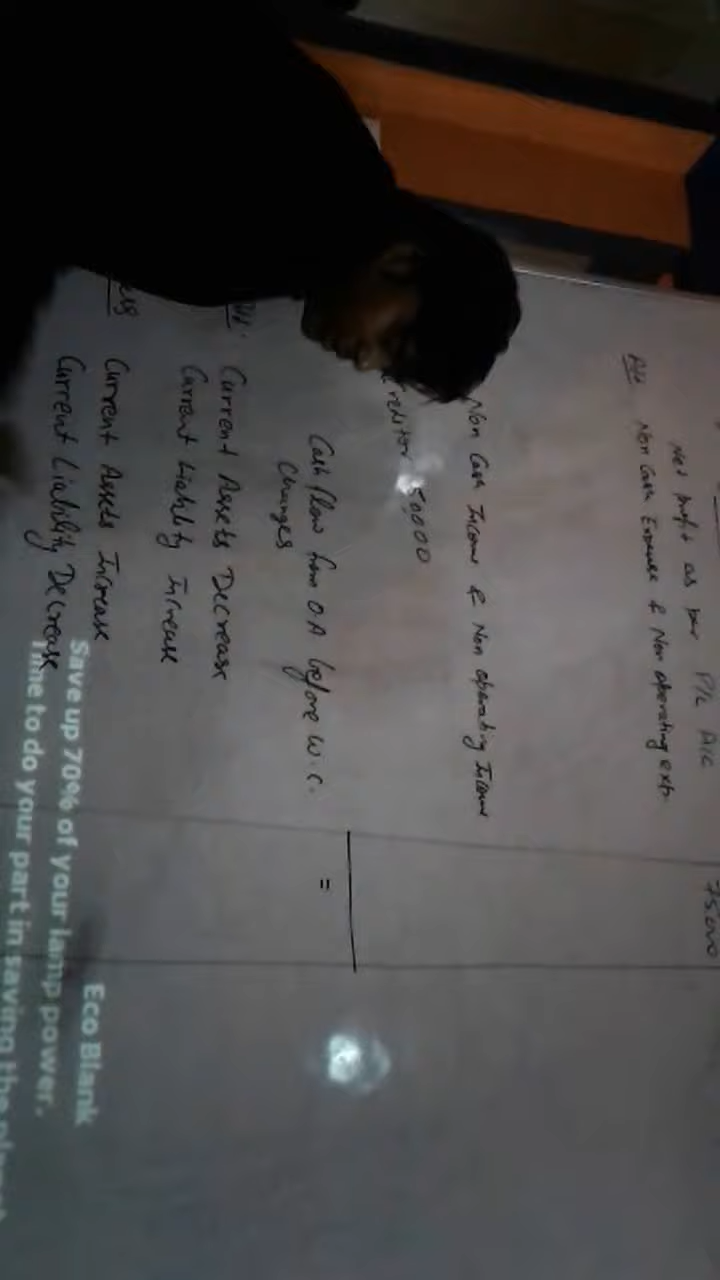 Net profit as per P/L A/c 75000
Add Non Cash Expense & Non operating exp.
Non Cash Income & Non operating Income
Creditor 50000
Cash flow from O.A before W.C.
Changes =
Add: Current Assets Decrease
Current Liability Increase
Current Assets Increase
Current Liability Decrease
Eco Blank
Save up 70% of your lamp power.
Time to do your part in saving the planet